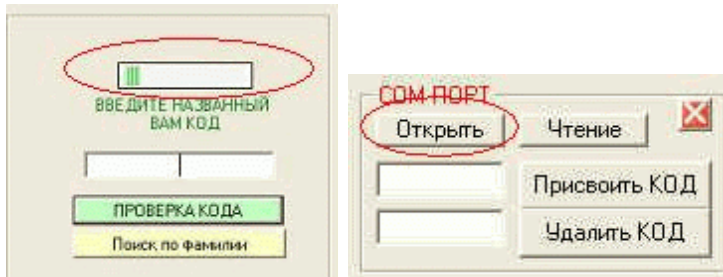 ВВЕДИТЕ НАЗВАННЫЙ
ВАМ КОД
ПРОВЕРКА КОДА
Поиск по фамилии
COM-ПОРТ
Открыть
Чтение
Присвоить КОД
Удалить КОД